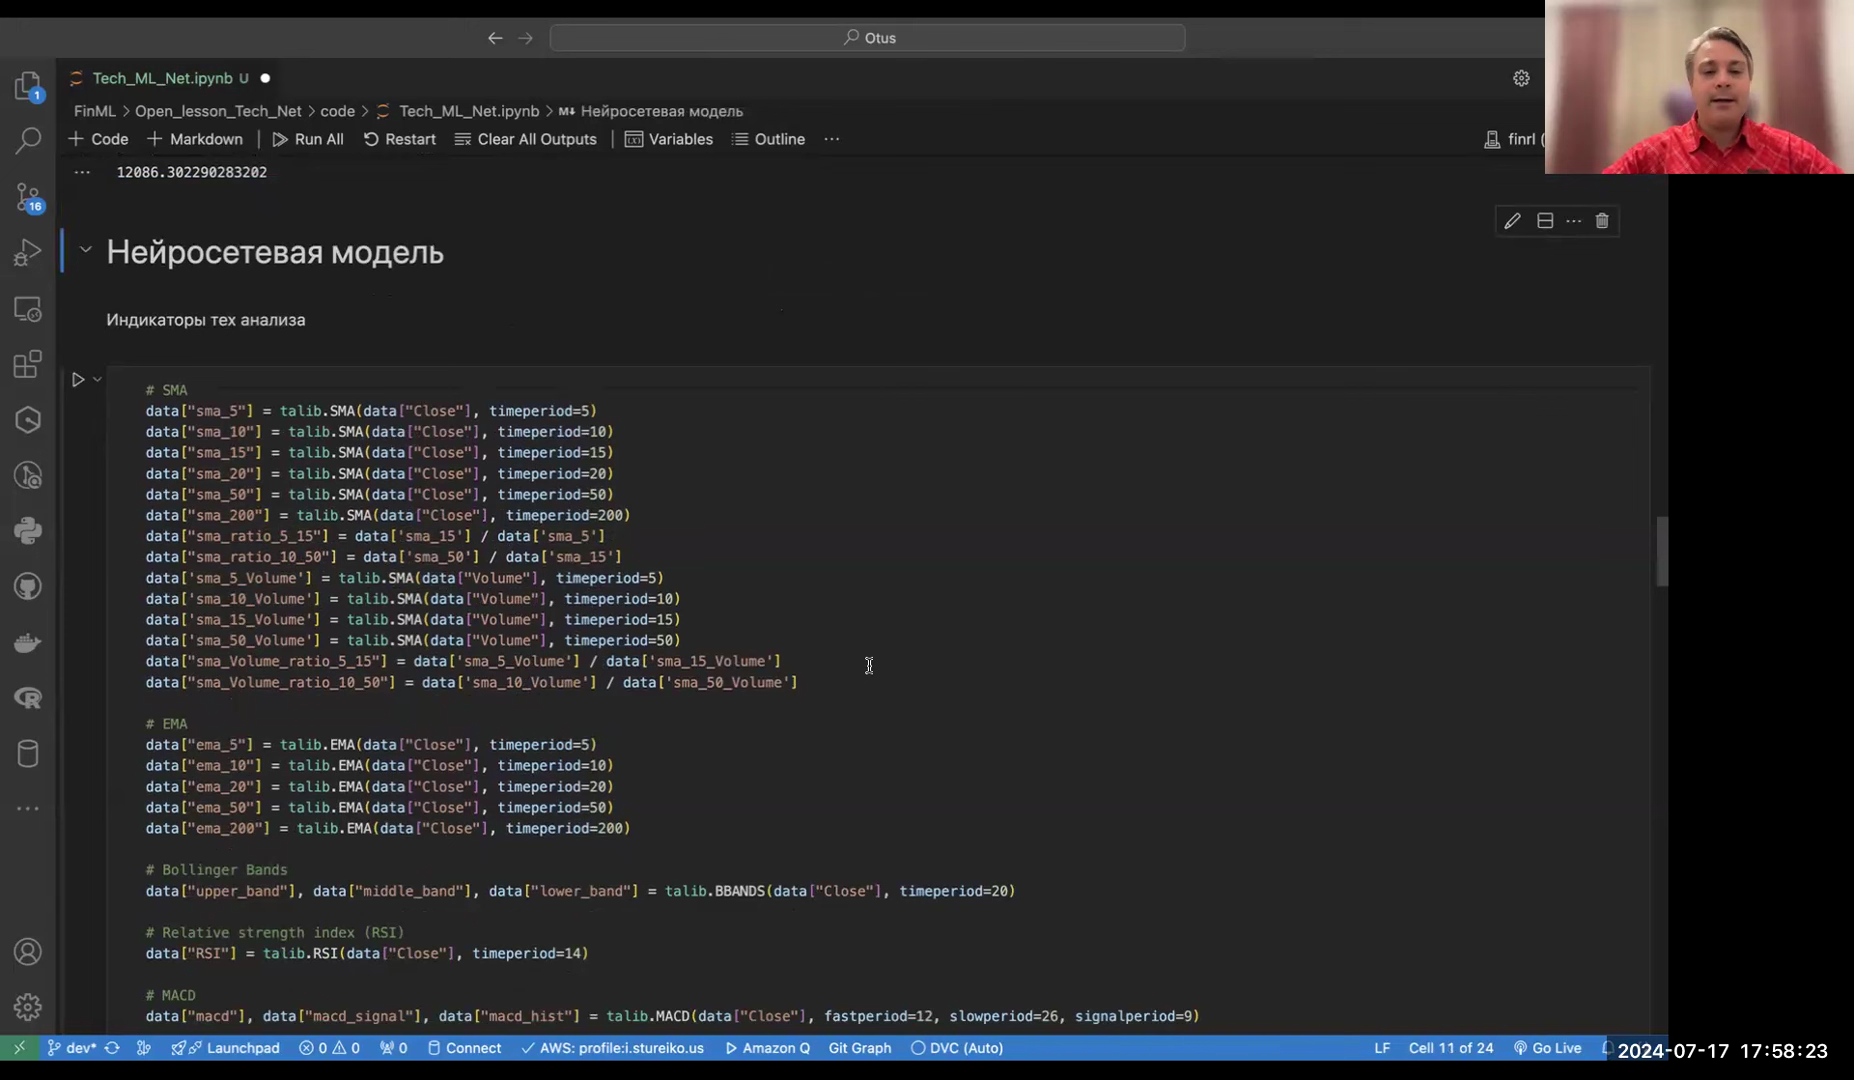 Otus
Tech_ML_Net.ipynb U
FinML > Open_lesson_Tech_Net > code > Tech_ML_Net.ipynb > M↓ Нейросетевая модель
+ Code + Markdown | Run All Restart Clear All Outputs | Variables Outline ...
finrl (
1
16
... 12086.302290283202
Нейросетевая модель
Индикаторы тех анализа
# SMA
data["sma_5"] = talib.SMA(data["Close"], timeperiod=5)
data["sma_10"] = talib.SMA(data["Close"], timeperiod=10)
data["sma_15"] = talib.SMA(data["Close"], timeperiod=15)
data["sma_20"] = talib.SMA(data["Close"], timeperiod=20)
data["sma_50"] = talib.SMA(data["Close"], timeperiod=50)
data["sma_200"] = talib.SMA(data["Close"], timeperiod=200)
data["sma_ratio_5_15"] = data['sma_15'] / data['sma_5']
data["sma_ratio_10_50"] = data['sma_50'] / data['sma_15']
data['sma_5_Volume'] = talib.SMA(data["Volume"], timeperiod=5)
data['sma_10_Volume'] = talib.SMA(data["Volume"], timeperiod=10)
data['sma_15_Volume'] = talib.SMA(data["Volume"], timeperiod=15)
data['sma_50_Volume'] = talib.SMA(data["Volume"], timeperiod=50)
data["sma_Volume_ratio_5_15"] = data['sma_5_Volume'] / data['sma_15_Volume']
data["sma_Volume_ratio_10_50"] = data['sma_10_Volume'] / data['sma_50_Volume']
# EMA
data["ema_5"] = talib.EMA(data["Close"], timeperiod=5)
data["ema_10"] = talib.EMA(data["Close"], timeperiod=10)
data["ema_20"] = talib.EMA(data["Close"], timeperiod=20)
data["ema_50"] = talib.EMA(data["Close"], timeperiod=50)
data["ema_200"] = talib.EMA(data["Close"], timeperiod=200)
# Bollinger Bands
data["upper_band"], data["middle_band"], data["lower_band"] = talib.BBANDS(data["Close"], timeperiod=20)
# Relative strength index (RSI)
data["RSI"] = talib.RSI(data["Close"], timeperiod=14)
# MACD
data["macd"], data["macd_signal"], data["macd_hist"] = talib.MACD(data["Close"], fastperiod=12, slowperiod=26, signalperiod=9)
dev* Launchpad 0 0 0 Connect AWS: profile:i.stureiko.us Amazon Q Git Graph DVC (Auto) LF Cell 11 of 24 Go Live
2024-07-17 17:58:23